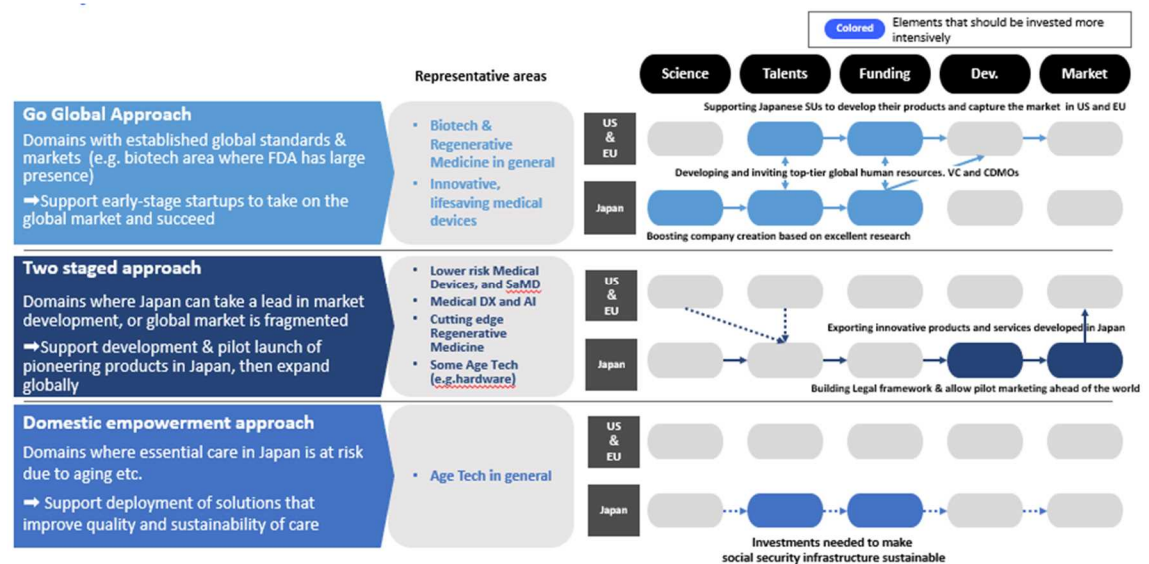 Colored
Elements that should be invested more
intensively
Representative areas
Science
Talents
Funding
Dev.
Market
Go Global Approach
Domains with established global standards &
markets (e.g. biotech area where FDA has large
presence)
➡Support early-stage startups to take on the
global market and succeed
• Biotech &
Regenerative
Medicine in general
• Innovative,
lifesaving medical
devices
Supporting Japanese SUs to develop their products and capture the market in US and EU
US
&
EU
Developing and inviting top-tier global human resources. VC and CDMOs
Japan
Boosting company creation based on excellent research
Two staged approach
Domains where Japan can take a lead in market
development, or global market is fragmented
➡Support development & pilot launch of
pioneering products in Japan, then expand
globally
• Lower risk Medical
Devices, and SaMD
• Medical DX and AI
• Cutting edge
Regenerative
Medicine
• Some Age Tech
(e.g.hardware)
US
&
EU
Exporting innovative products and services developed in Japan
Japan
Building Legal framework & allow pilot marketing ahead of the world
Domestic empowerment approach
Domains where essential care in Japan is at risk
due to aging etc.
➡ Support deployment of solutions that
improve quality and sustainability of care
• Age Tech in general
US
&
EU
Japan
Investments needed to make
social security infrastructure sustainable